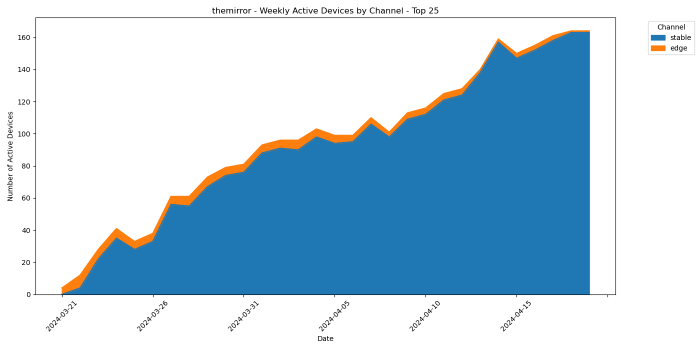 themirror - Weekly Active Devices by Channel - Top 25
Channel
stable
edge
Number of Active Devices
160
140
120
100
80
60
40
20
0
2024-03-21
2024-03-26
2024-03-31
2024-04-05
2024-04-10
2024-04-15
Date